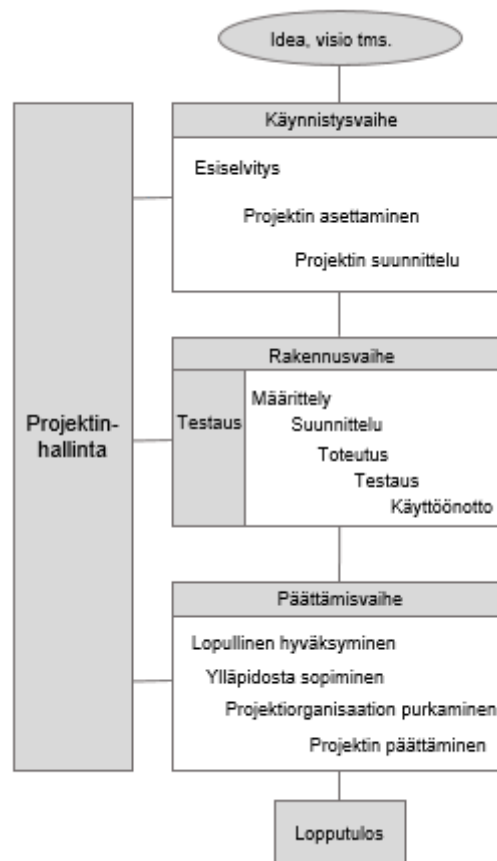 Idea, visio tms.
Käynnistysvaihe
Esiselvitys
Projektin asettaminen
Projektin suunnittelu
Projektin-
hallinta
Rakennusvaihe
Testaus
Määrittely
Suunnittelu
Toteutus
Testaus
Käyttöönotto
Päättämisvaihe
Lopullinen hyväksyminen
Ylläpidosta sopiminen
Projektiorganisaation purkaminen
Projektin päättäminen
Lopputulos